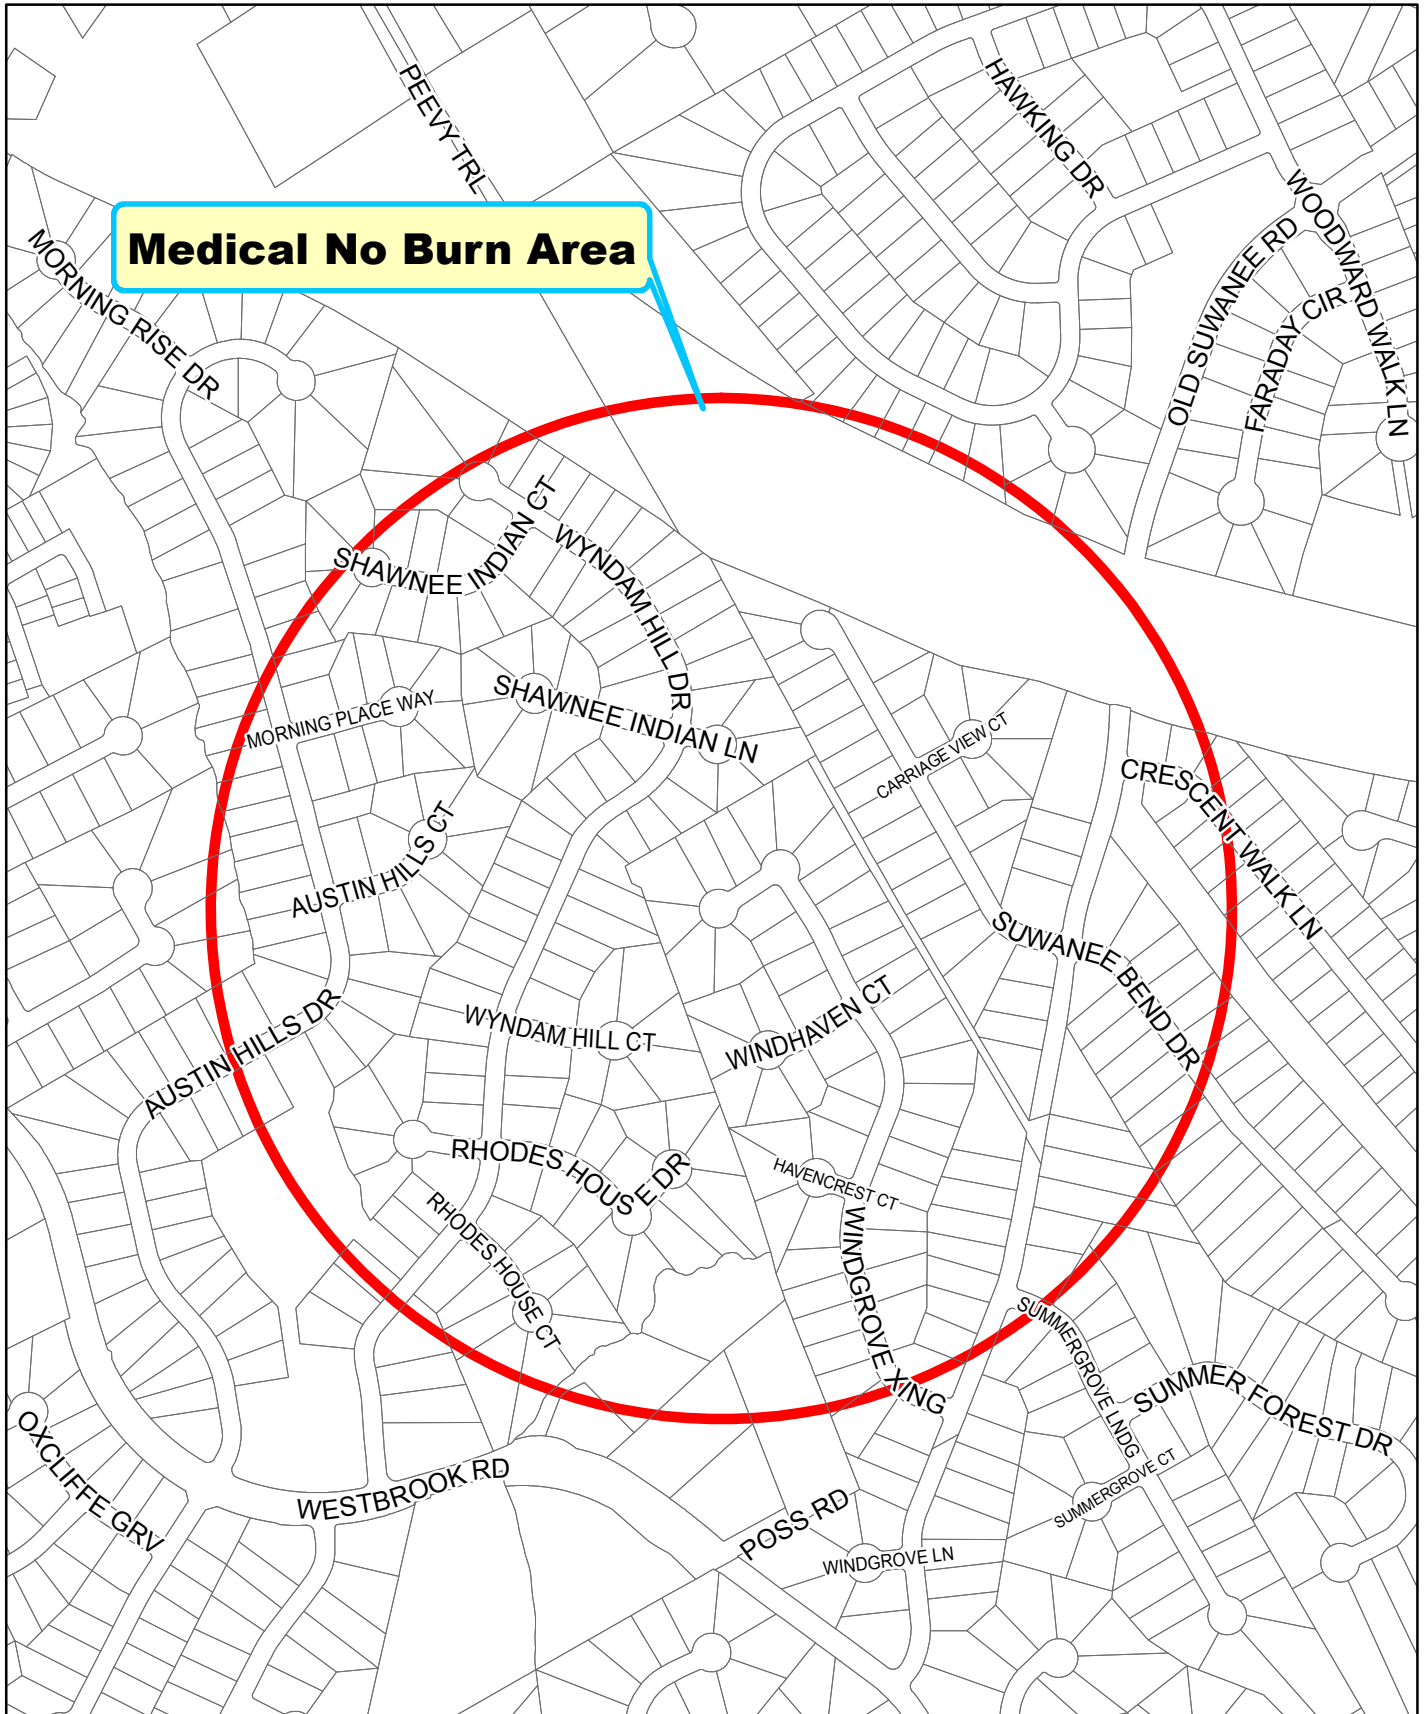 PEEVY TRL
HAWKING DR
WOODWARD WALK LN
OLD SUWANEE RD
FARADAY CIR
Medical No Burn Area
MORNING RISE DR
SHAWNEE INDIAN CT
WYNDAM HILL DR
SHAWNEE INDIAN LN
MORNING PLACE WAY
CARRIAGE VIEW CT
CRESCENT WALK LN
AUSTIN HILLS CT
SUWANEE BEND DR
AUSTIN HILLS DR
WYNDAM HILL CT
WINDHAVEN CT
RHODES HOUSE DR
HAVENCREST CT
RHODES HOUSE CT
WINDGROVE XING
SUMMERGROVE LNDG
SUMMER FOREST DR
OXCLIFFE GRV
WESTBROOK RD
SUMMERGROVE CT
POSS RD
WINDGROVE LN